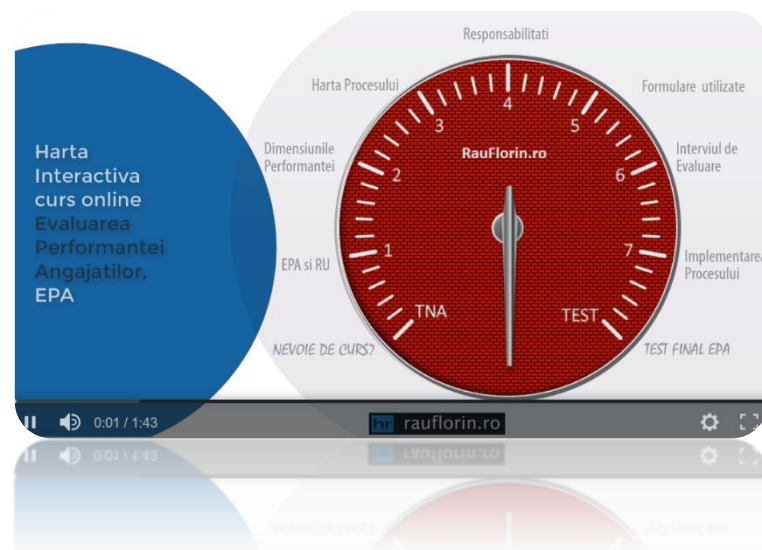 Harta
Interactiva
curs online
Evaluarea
Performantei
Angajatilor,
EPA
Responsabilitati
Harta Procesului
Formulare utilizate
Dimensiunile
Performantei
Interviul de
Evaluare
EPA si RU
Implementarea
Procesului
NEVOIE DE CURS?
TEST FINAL EPA
RauFlorin.ro
TNA
1
2
3
4
5
6
7
TEST
0:01 / 1:43
hr rauflorin.ro